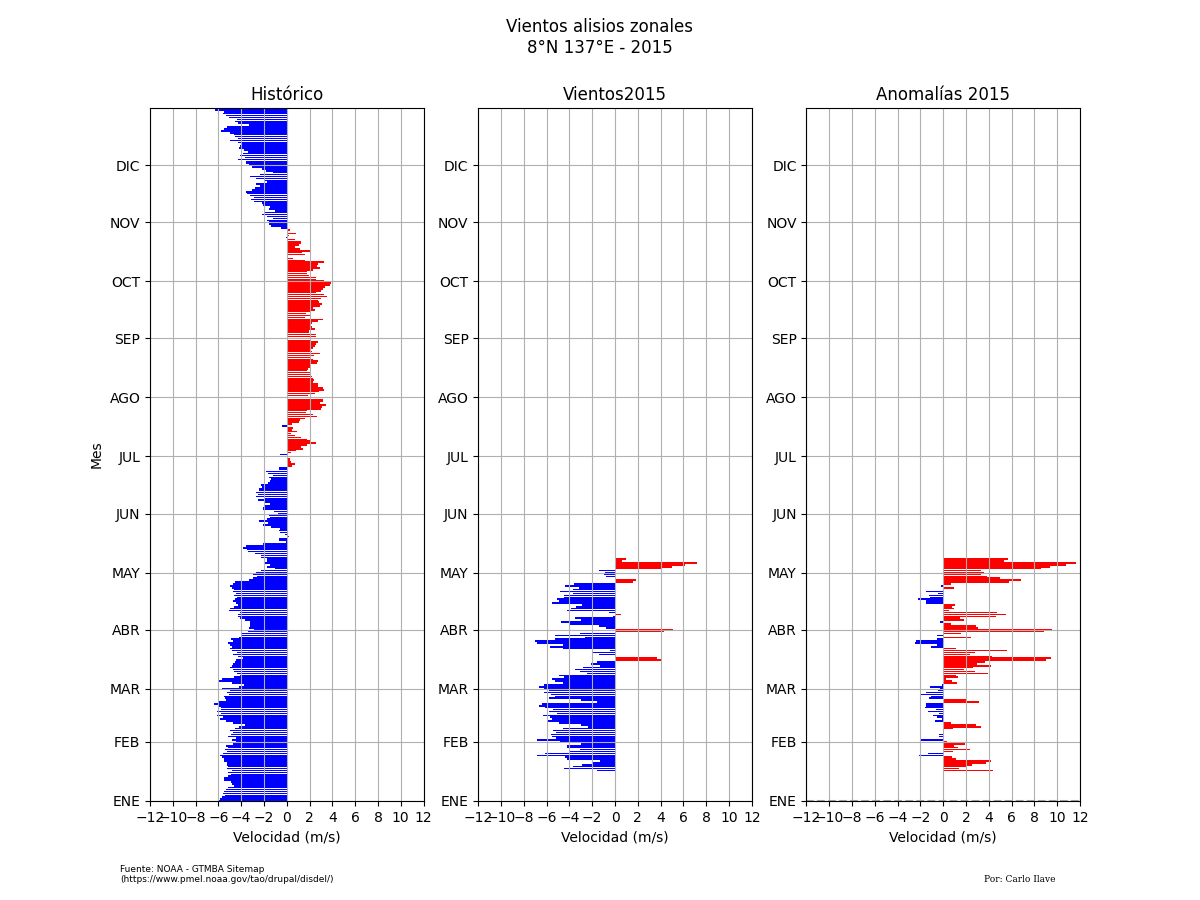 Vientos alisios zonales
8°N 137°E - 2015
Histórico
Vientos2015
Anomalías 2015
Mes
DIC
NOV
OCT
SEP
AGO
JUL
JUN
MAY
ABR
MAR
FEB
ENE
−12 −10 −8 −6 −4 −2 0 2 4 6 8 10 12
Velocidad (m/s)
DIC
NOV
OCT
SEP
AGO
JUL
JUN
MAY
ABR
MAR
FEB
ENE
−12 −10 −8 −6 −4 −2 0 2 4 6 8 10 12
Velocidad (m/s)
DIC
NOV
OCT
SEP
AGO
JUL
JUN
MAY
ABR
MAR
FEB
ENE
−12 −10 −8 −6 −4 −2 0 2 4 6 8 10 12
Velocidad (m/s)
Fuente: NOAA - GTMBA Sitemap
(https://www.pmel.noaa.gov/tao/drupal/disdel/)
Por: Carlo Ilave